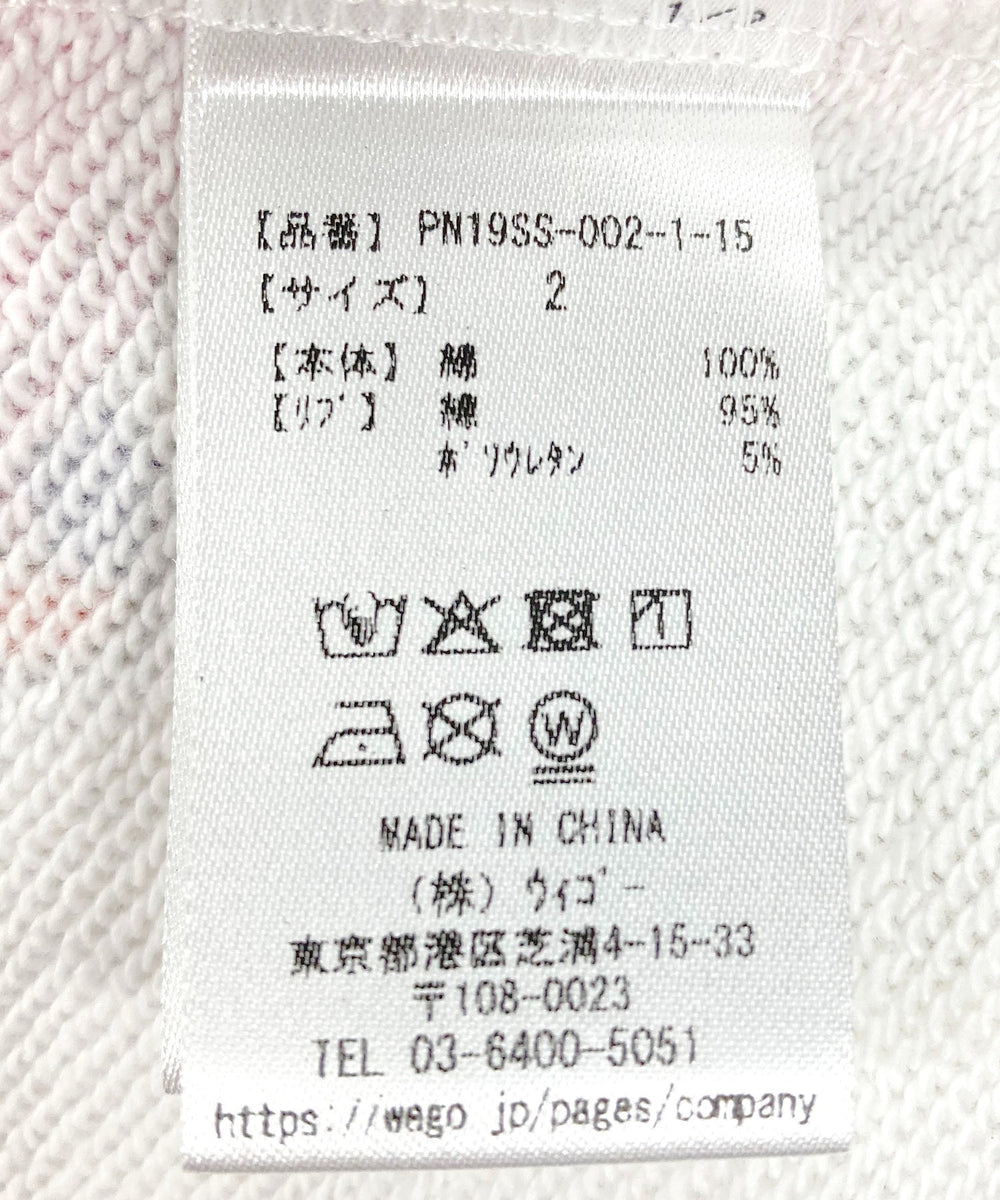 【品番】 PN19SS-002-1-15
【サイズ】 2
【本体】 綿 100%
【リブ】 綿 95%
ポリウレタン 5%
W
MADE IN CHINA
(株) ウィゴー
東京都港区芝浦4-15-33
〒108-0023
TEL 03-6400-5051
https://wego jp/pages/company